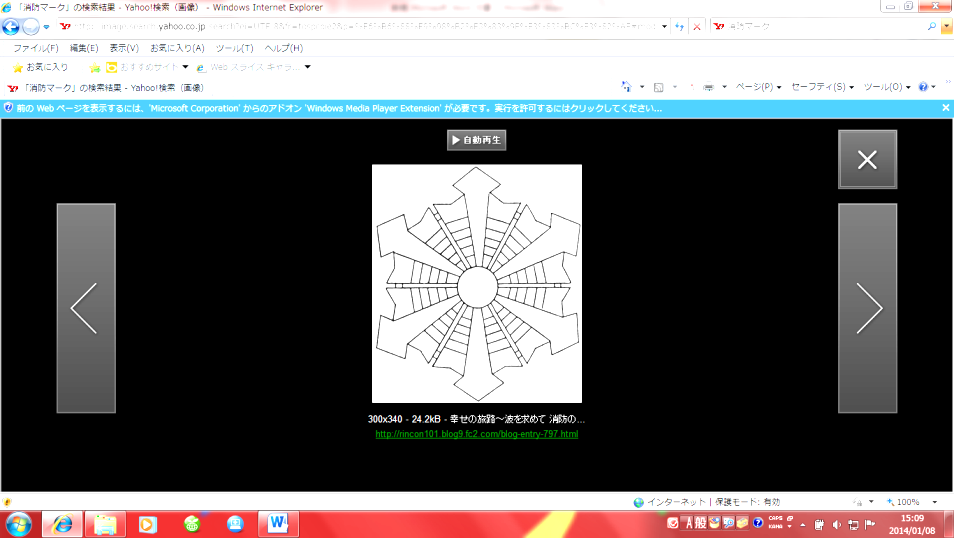 「消防マーク」の検索結果 - Yahoo!検索（画像） - Windows Internet Explorer
yahoo.co.jp
消防マーク
ファイル(F) 編集(E) 表示(V) お気に入り(A) ツール(T) ヘルプ(H)
お気に入り おすすめサイト Web スライス ギャラ...
「消防マーク」の検索結果 - Yahoo!検索（画像） ページ(P) セーフティ(S) ツール(O)
前の Web ページを表示するには、'Microsoft Corporation' からのアドオン 'Windows Media Player Extension' が必要です。実行を許可するにはクリックしてください...
自動再生
300x340 - 24.2kB - 幸せの旅路～波を求めて 消防の...
http://rincon101.blog9.fc2.com/blog-entry-797.html
インターネット | 保護モード: 有効 100%
A 般 CAPS KANA 15:09
2014/01/08